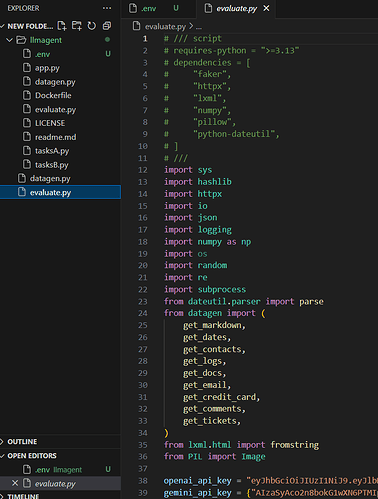 EXPLORER
NEW FOLDE...
llmagent
.env U
app.py
datagen.py
Dockerfile
evaluate.py
LICENSE
readme.md
tasksA.py
tasksB.py
datagen.py
evaluate.py
OUTLINE
OPEN EDITORS
.env llmagent U
evaluate.py
TIMELINE
.env U
evaluate.py
evaluate.py > ...
1 # /// script
2 # requires-python = ">=3.13"
3 # dependencies = [
4 # "faker",
5 # "httpx",
6 # "lxml",
7 # "numpy",
8 # "pillow",
9 # "python-dateutil",
10 # ]
11 # ///
12 import sys
13 import hashlib
14 import httpx
15 import io
16 import json
17 import logging
18 import numpy as np
19 import os
20 import random
21 import re
22 import subprocess
23 from dateutil.parser import parse
24 from datagen import (
25 get_markdown,
26 get_dates,
27 get_contacts,
28 get_logs,
29 get_docs,
30 get_email,
31 get_credit_card,
32 get_comments,
33 get_tickets,
34 )
35 from lxml.html import fromstring
36 from PIL import Image
37
38 openai_api_key = "eyJhbGciOiJIUzI1NiJ9.eyJlb
39 gemini_api_key = {"AIzaSyAco2n8bokG1wXN6PTMI